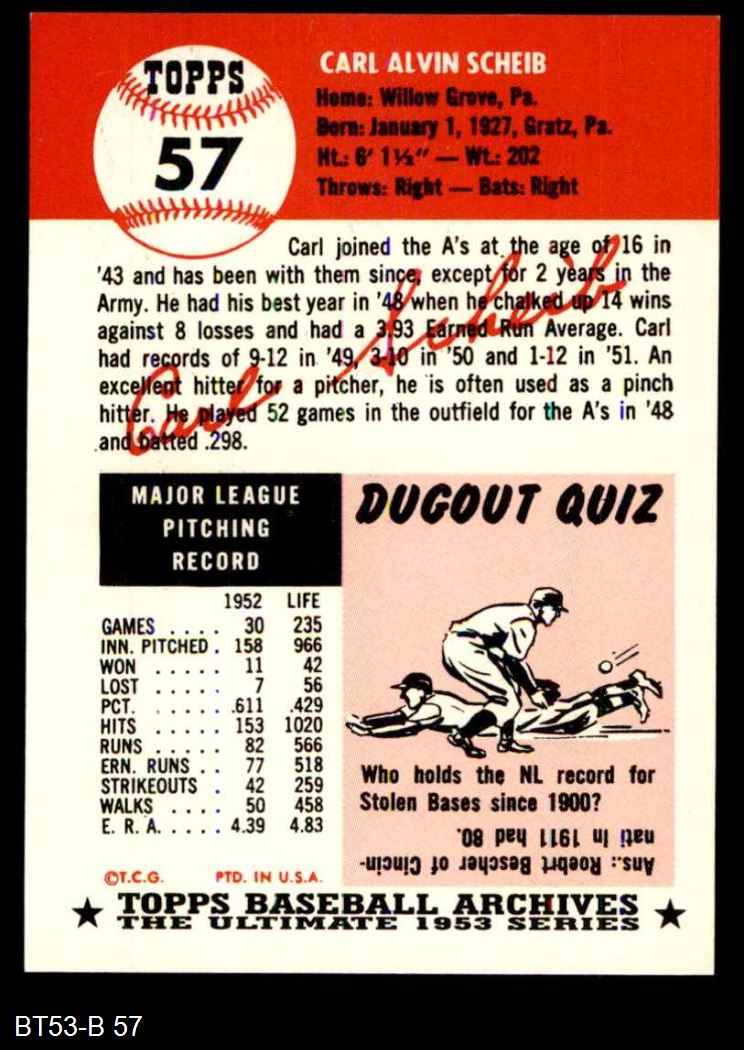 TOPPS
57
CARL ALVIN SCHEIB
Home: Willow Grove, Pa.
Born: January 1, 1927, Gratz, Pa.
Ht.: 6' 1½" — Wt.: 202
Throws: Right — Bats: Right
Carl joined the A's at the age of 16 in
'43 and has been with them since, except for 2 years in the
Army. He had his best year in '48 when he chalked up 14 wins
against 8 losses and had a 3.93 Earned Run Average. Carl
had records of 9-12 in '49, 3-10 in '50 and 1-12 in '51. An
excellent hitter for a pitcher, he is often used as a pinch
hitter. He played 52 games in the outfield for the A's in '48
and batted .298.
Carl Scheib
MAJOR LEAGUE
PITCHING
RECORD
1952 LIFE
GAMES . . . . 30 235
INN. PITCHED . 158 966
WON . . . . . 11 42
LOST . . . . . 7 56
PCT. . . . . . .611 .429
HITS . . . . . 153 1020
RUNS . . . . . 82 566
ERN. RUNS . . 77 518
STRIKEOUTS . 42 259
WALKS . . . . 50 458
E. R. A. . . . . 4.39 4.83
©T.C.G. PTD. IN U.S.A.
DUGOUT QUIZ
Who holds the NL record for
Stolen Bases since 1900?
Ans.: Roebrt Bescher of Cincin-
nati in 1911 had 80.
★ TOPPS BASEBALL ARCHIVES ★
THE ULTIMATE 1953 SERIES
BT53-B 57